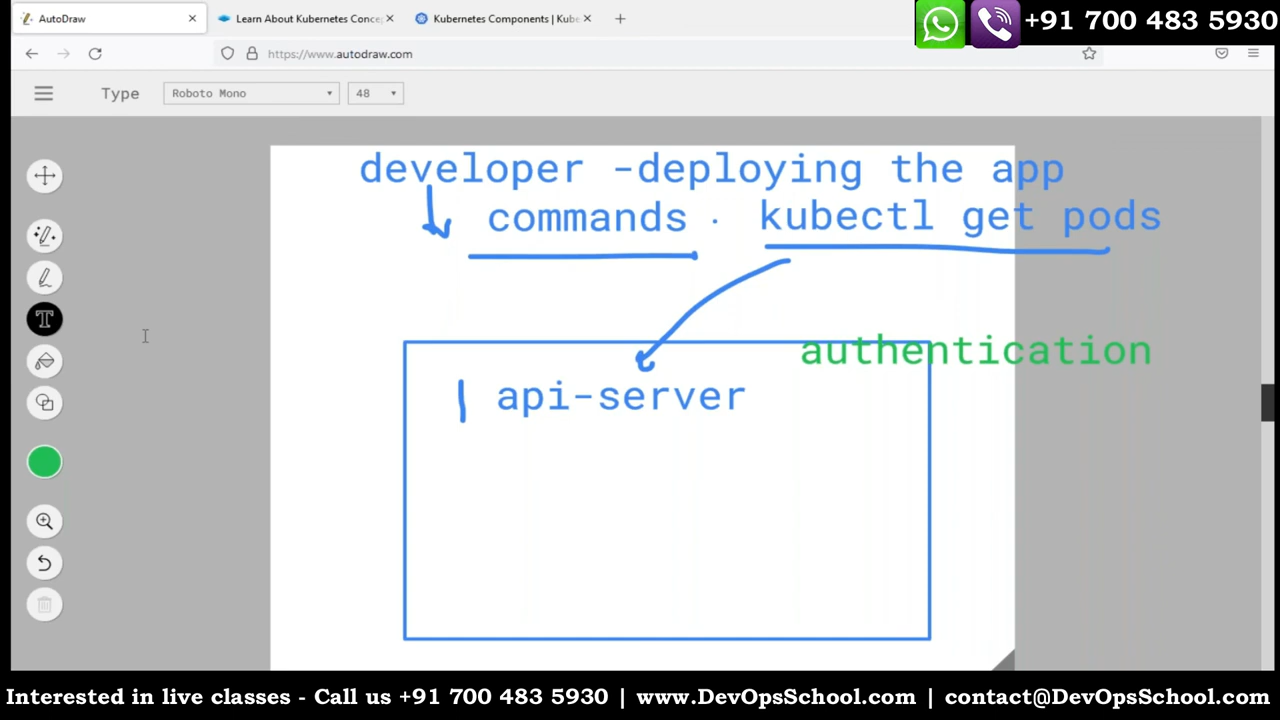 AutoDraw
Learn About Kubernetes Conce
Kubernetes Components | Kube
+91 700 483 5930
https://www.autodraw.com
Type
Roboto Mono
48
developer -deploying the app
commands · kubectl get pods
authentication
api-server
Interested in live classes - Call us +91 700 483 5930 | www.DevOpsSchool.com | contact@DevOpsSchool.com